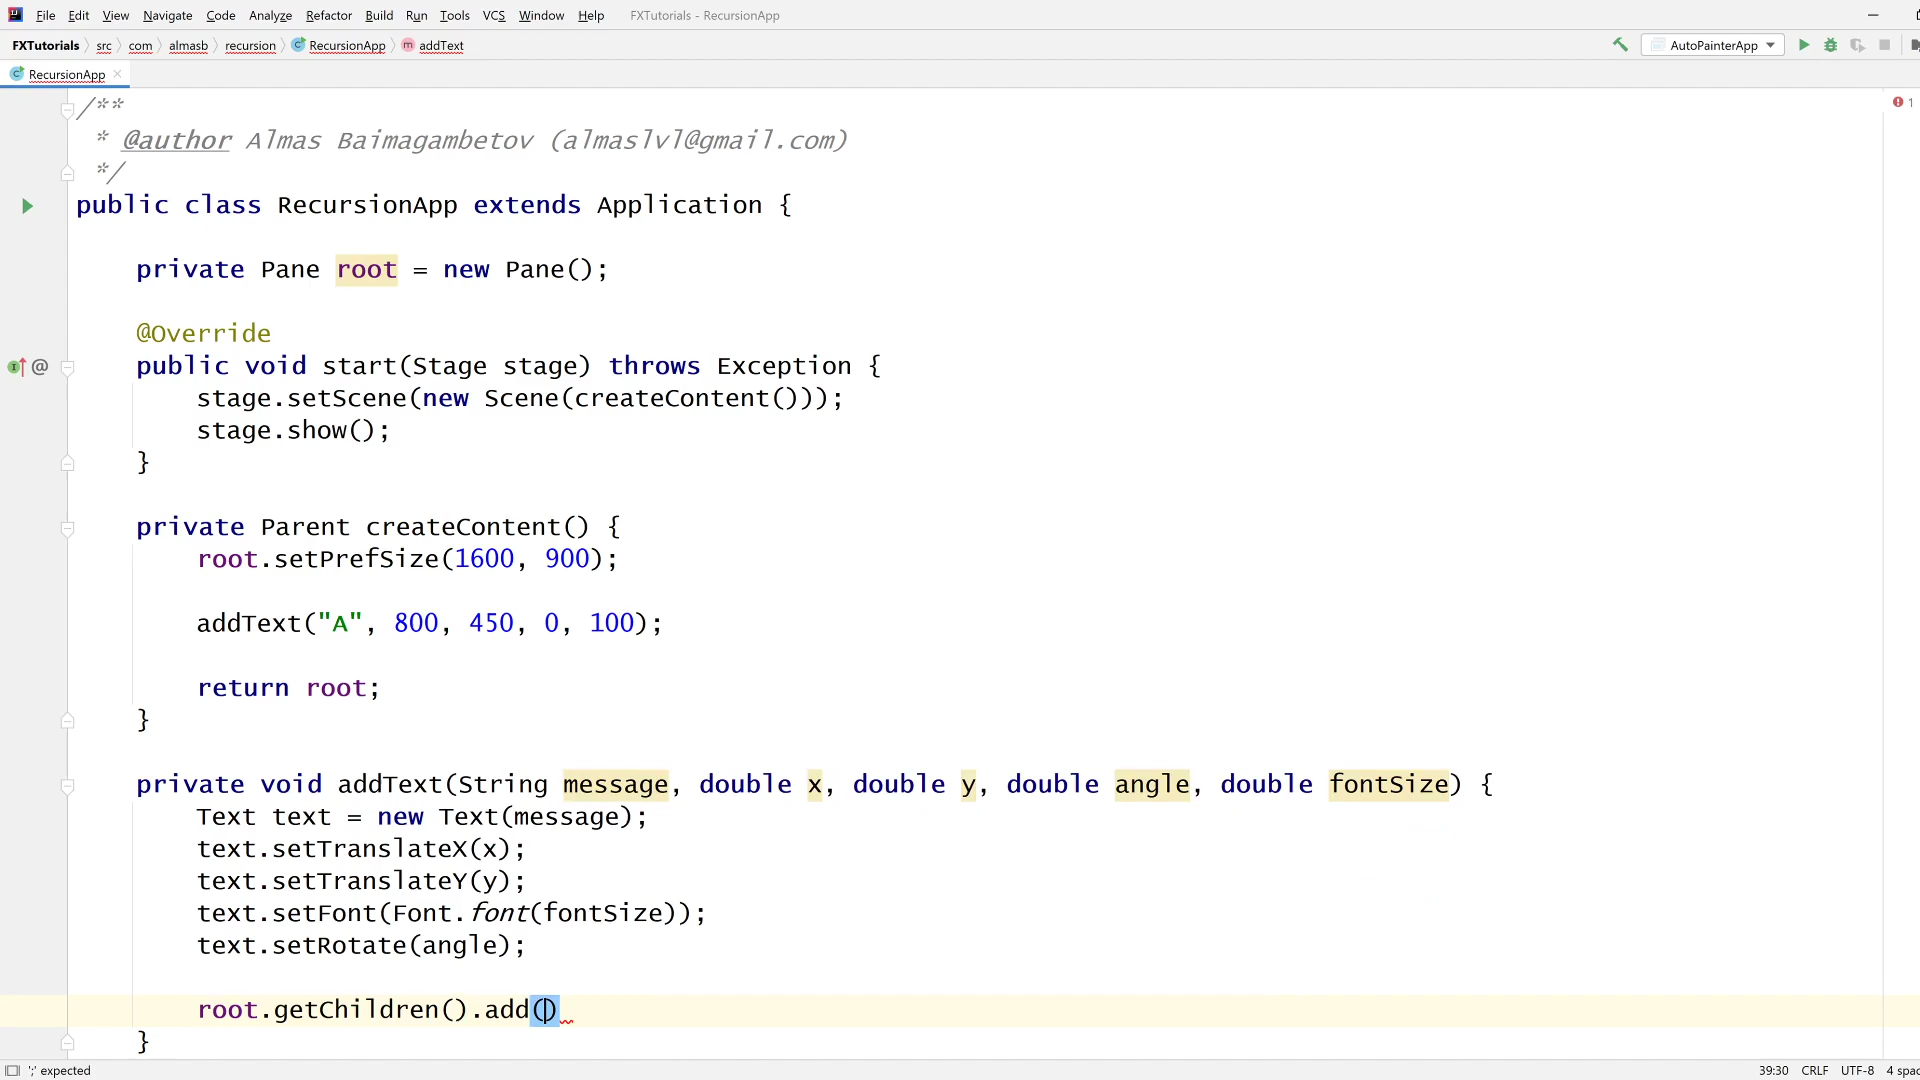 File Edit View Navigate Code Analyze Refactor Build Run Tools VCS Window Help FXTutorials - RecursionApp
FXTutorials src com almasb recursion RecursionApp addText AutoPainterApp
RecursionApp
/**
* @author Almas Baimagambetov (almaslvl@gmail.com)
*/
public class RecursionApp extends Application {
private Pane root = new Pane();
@Override
public void start(Stage stage) throws Exception {
stage.setScene(new Scene(createContent()));
stage.show();
}
private Parent createContent() {
root.setPrefSize(1600, 900);
addText("A", 800, 450, 0, 100);
return root;
}
private void addText(String message, double x, double y, double angle, double fontSize) {
Text text = new Text(message);
text.setTranslateX(x);
text.setTranslateY(y);
text.setFont(Font.font(fontSize));
text.setRotate(angle);
root.getChildren().add()
}
';' expected 39:30 CRLF UTF-8 4 spac
1